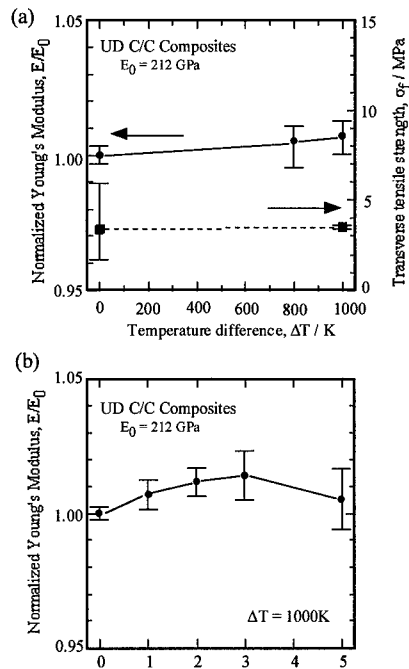 (a)
1.05
1.00
0.95
Normalized Young's Modulus, E/E0
UD C/C Composites
E0 = 212 GPa
15
10
5
0
Transverse tensile strength, σf / MPa
0 200 400 600 800 1000
Temperature difference, ΔT / K
(b)
1.05
1.00
0.95
Normalized Young's Modulus, E/E0
UD C/C Composites
E0 = 212 GPa
ΔT = 1000K
0 1 2 3 4 5